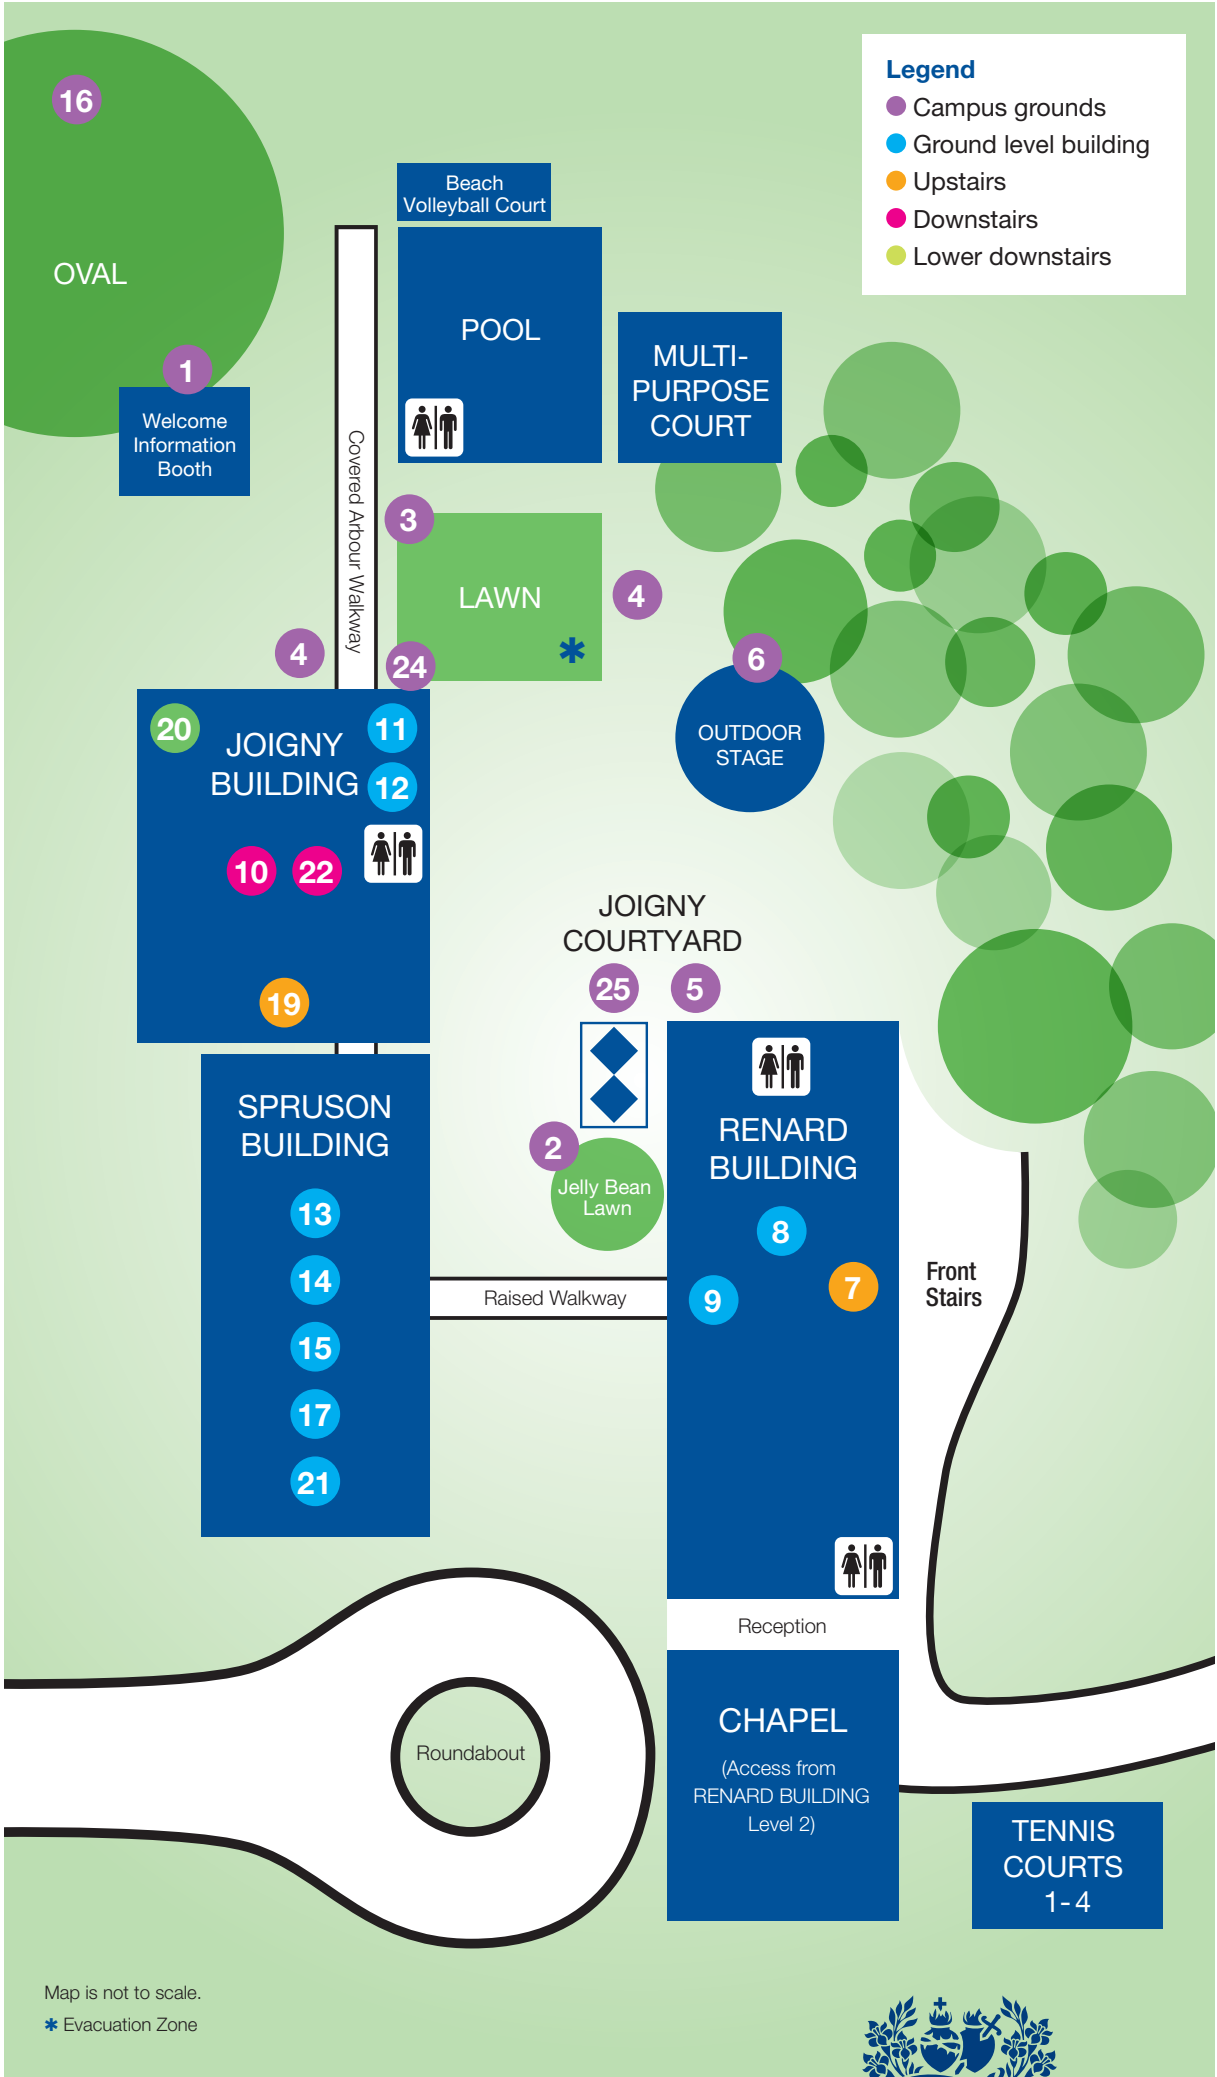 Legend
Campus grounds
Ground level building
Upstairs
Downstairs
Lower downstairs
16
OVAL
1
Welcome
Information
Booth
Beach
Volleyball Court
POOL
MULTI-
PURPOSE
COURT
Covered Arbour Walkway
3
LAWN
4
*
4
24
6
OUTDOOR
STAGE
20
JOIGNY
BUILDING
11
12
10
22
19
JOIGNY
COURTYARD
25
5
SPRUSON
BUILDING
13
14
15
17
21
2
Jelly Bean
Lawn
Raised Walkway
RENARD
BUILDING
8
9
7
Front
Stairs
Reception
CHAPEL
(Access from
RENARD BUILDING
Level 2)
Roundabout
TENNIS
COURTS
1-4
Map is not to scale.
* Evacuation Zone